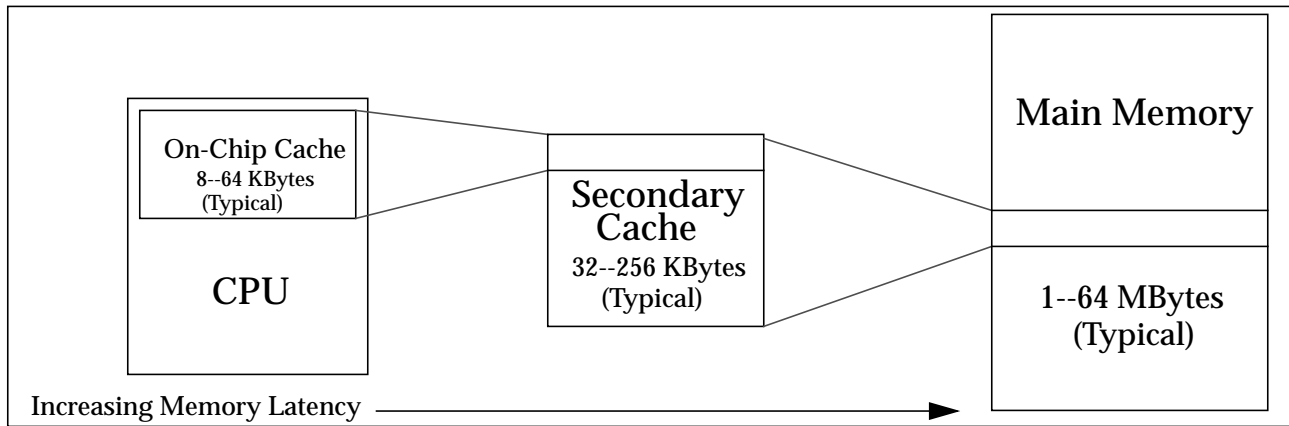 On-Chip Cache
8--64 KBytes
(Typical)
CPU
Secondary
Cache
32--256 KBytes
(Typical)
Main Memory
1--64 MBytes
(Typical)
Increasing Memory Latency